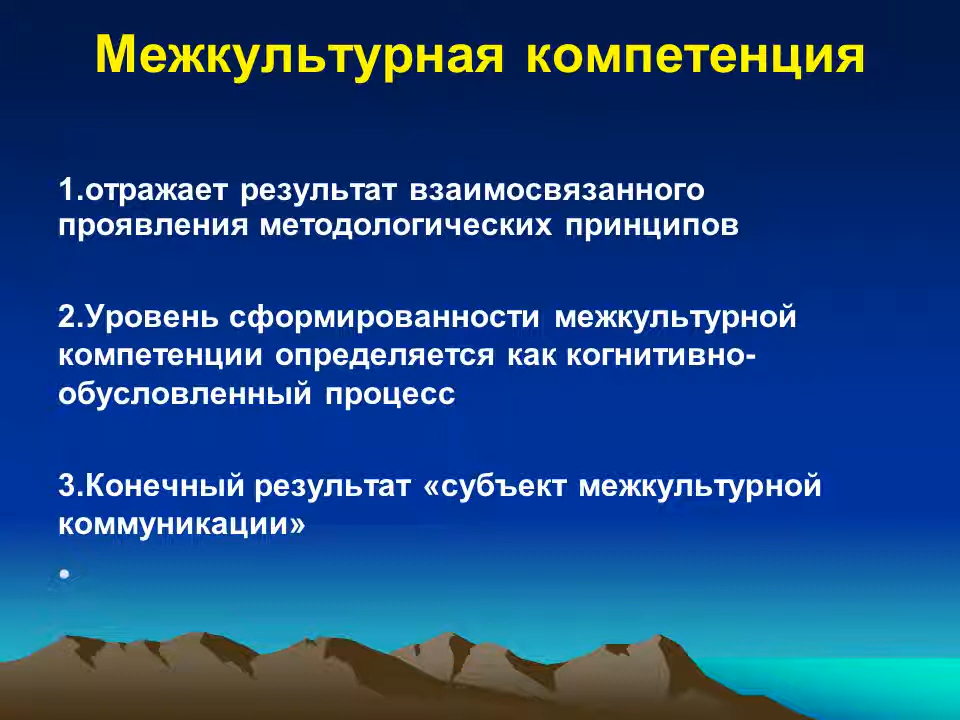 Межкультурная компетенция
1.отражает результат взаимосвязанного
проявления методологических принципов
2.Уровень сформированности межкультурной
компетенции определяется как когнитивно-
обусловленный процесс
3.Конечный результат «субъект межкультурной
коммуникации»
•